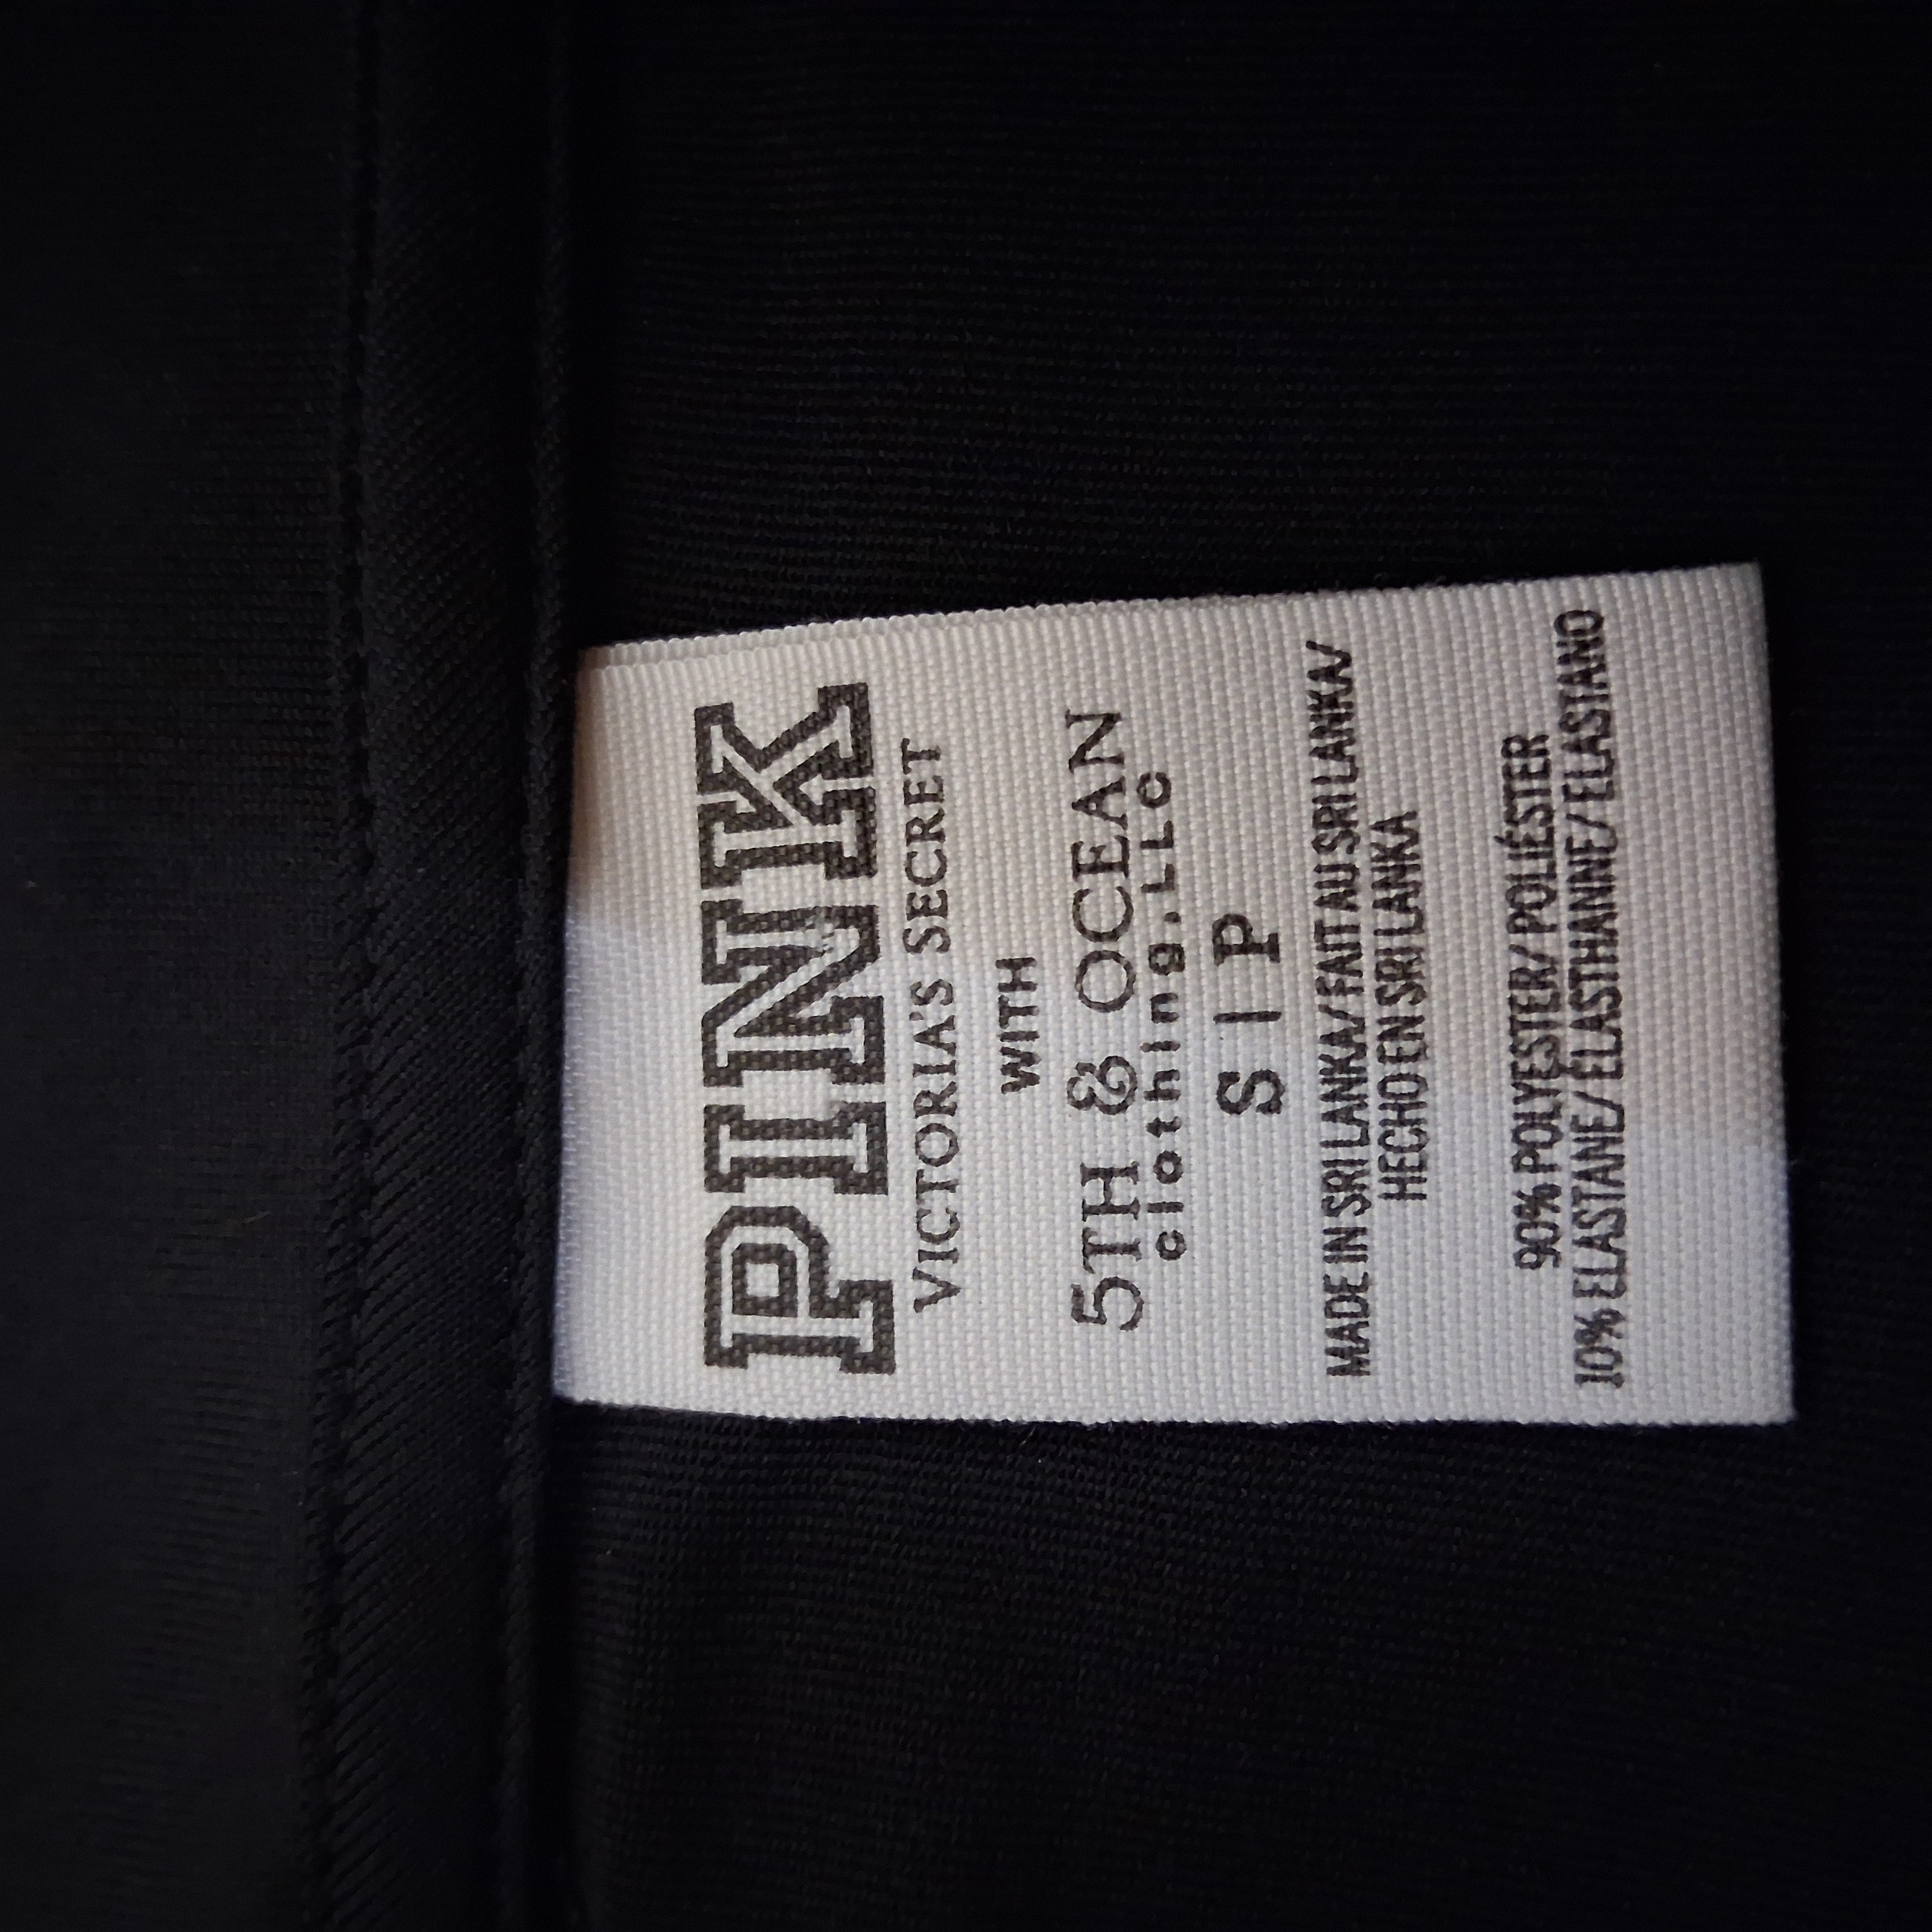 PINK
VICTORIA'S SECRET
WITH
5TH & OCEAN
clothing, LLC
S | P
MADE IN SRI LANKA/ FAIT AU SRI LANKA/
HECHO EN SRI LANKA
90% POLYESTER/ POLIÉSTER
10% ELASTANE/ ÉLASTHANNE/ ELASTANO